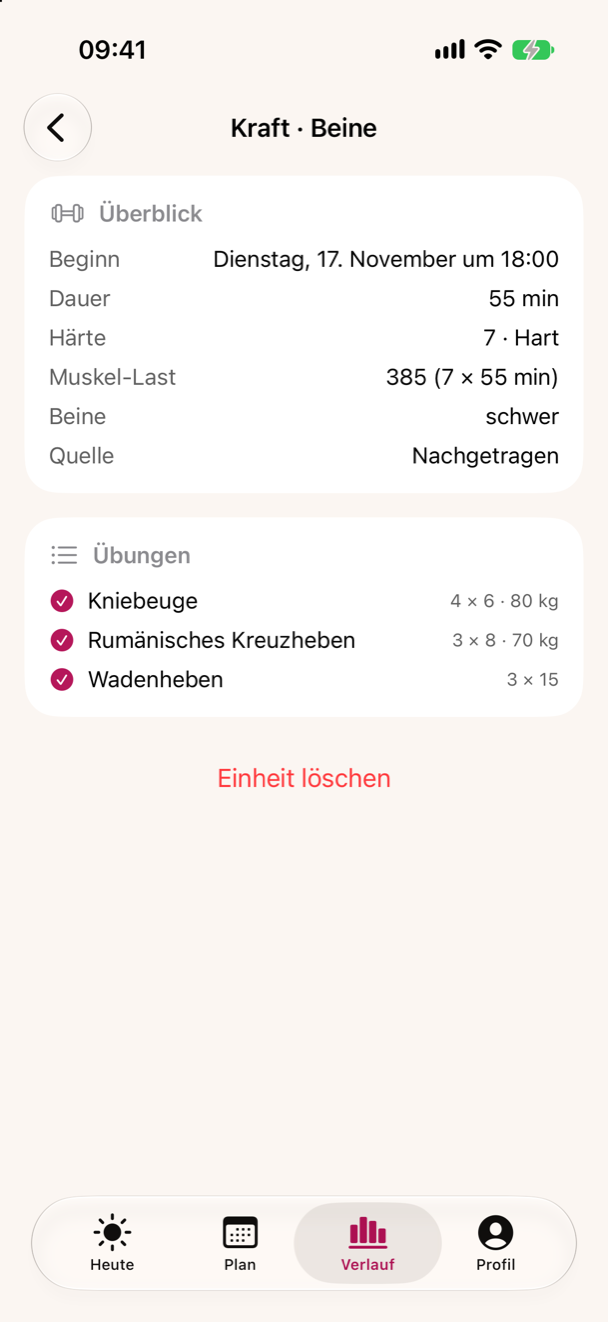 09:41
Kraft · Beine
Überblick
Beginn Dienstag, 17. November um 18:00
Dauer 55 min
Härte 7 · Hart
Muskel-Last 385 (7 × 55 min)
Beine schwer
Quelle Nachgetragen
Übungen
Kniebeuge 4 × 6 · 80 kg
Rumänisches Kreuzheben 3 × 8 · 70 kg
Wadenheben 3 × 15
Einheit löschen
Heute Plan Verlauf Profil